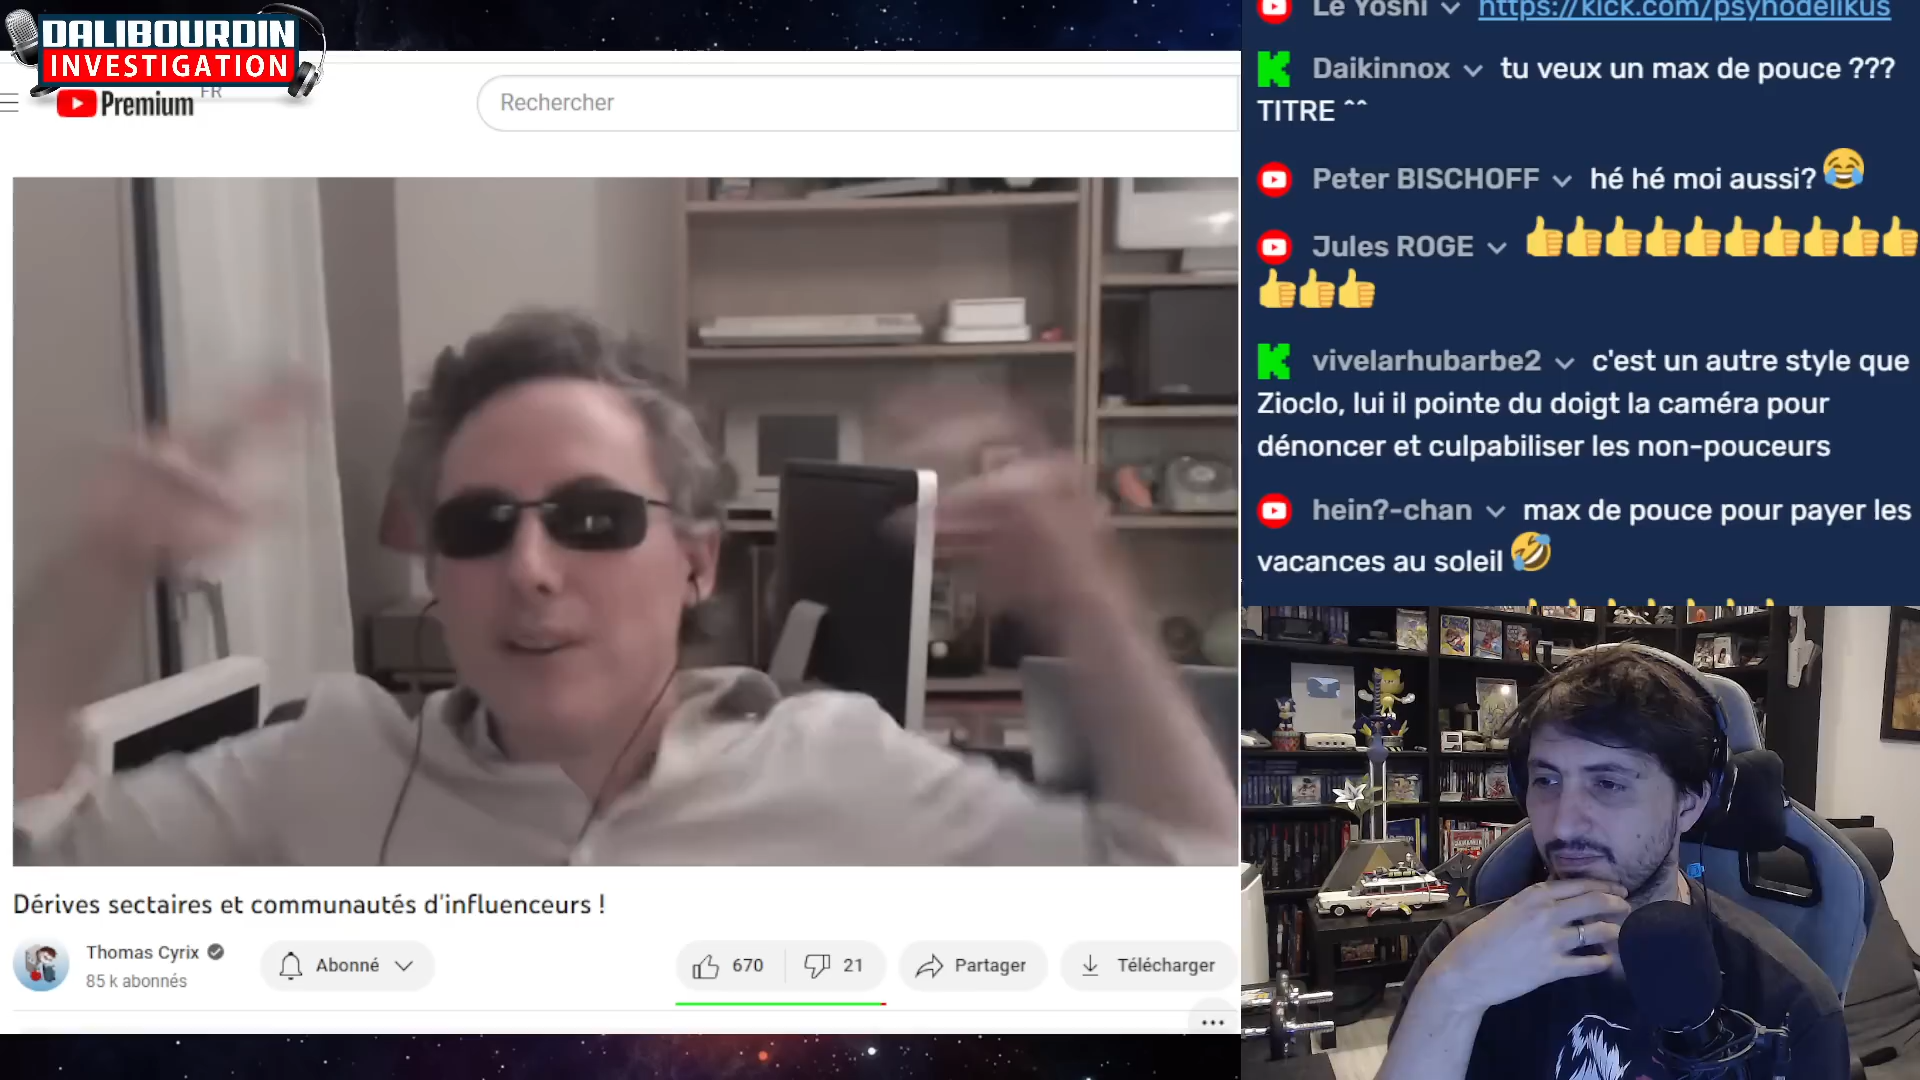 DALIBOURDIN
INVESTIGATION
Premium
FR
Rechercher
Dérives sectaires et communautés d'influenceurs !
Thomas Cyrix
85 k abonnés
Abonné
670
21
Partager
Télécharger
Le Yoshi https://kick.com/psyhodelikus
Daikinnox tu veux un max de pouce ???
TITRE ^^
Peter BISCHOFF hé hé moi aussi? 😂
Jules ROGE 👍👍👍👍👍👍👍👍👍👍
👍👍👍
vivelarhubarbe2 c'est un autre style que
Zioclo, lui il pointe du doigt la caméra pour
dénoncer et culpabiliser les non-pouceurs
hein?-chan max de pouce pour payer les
vacances au soleil 🤣